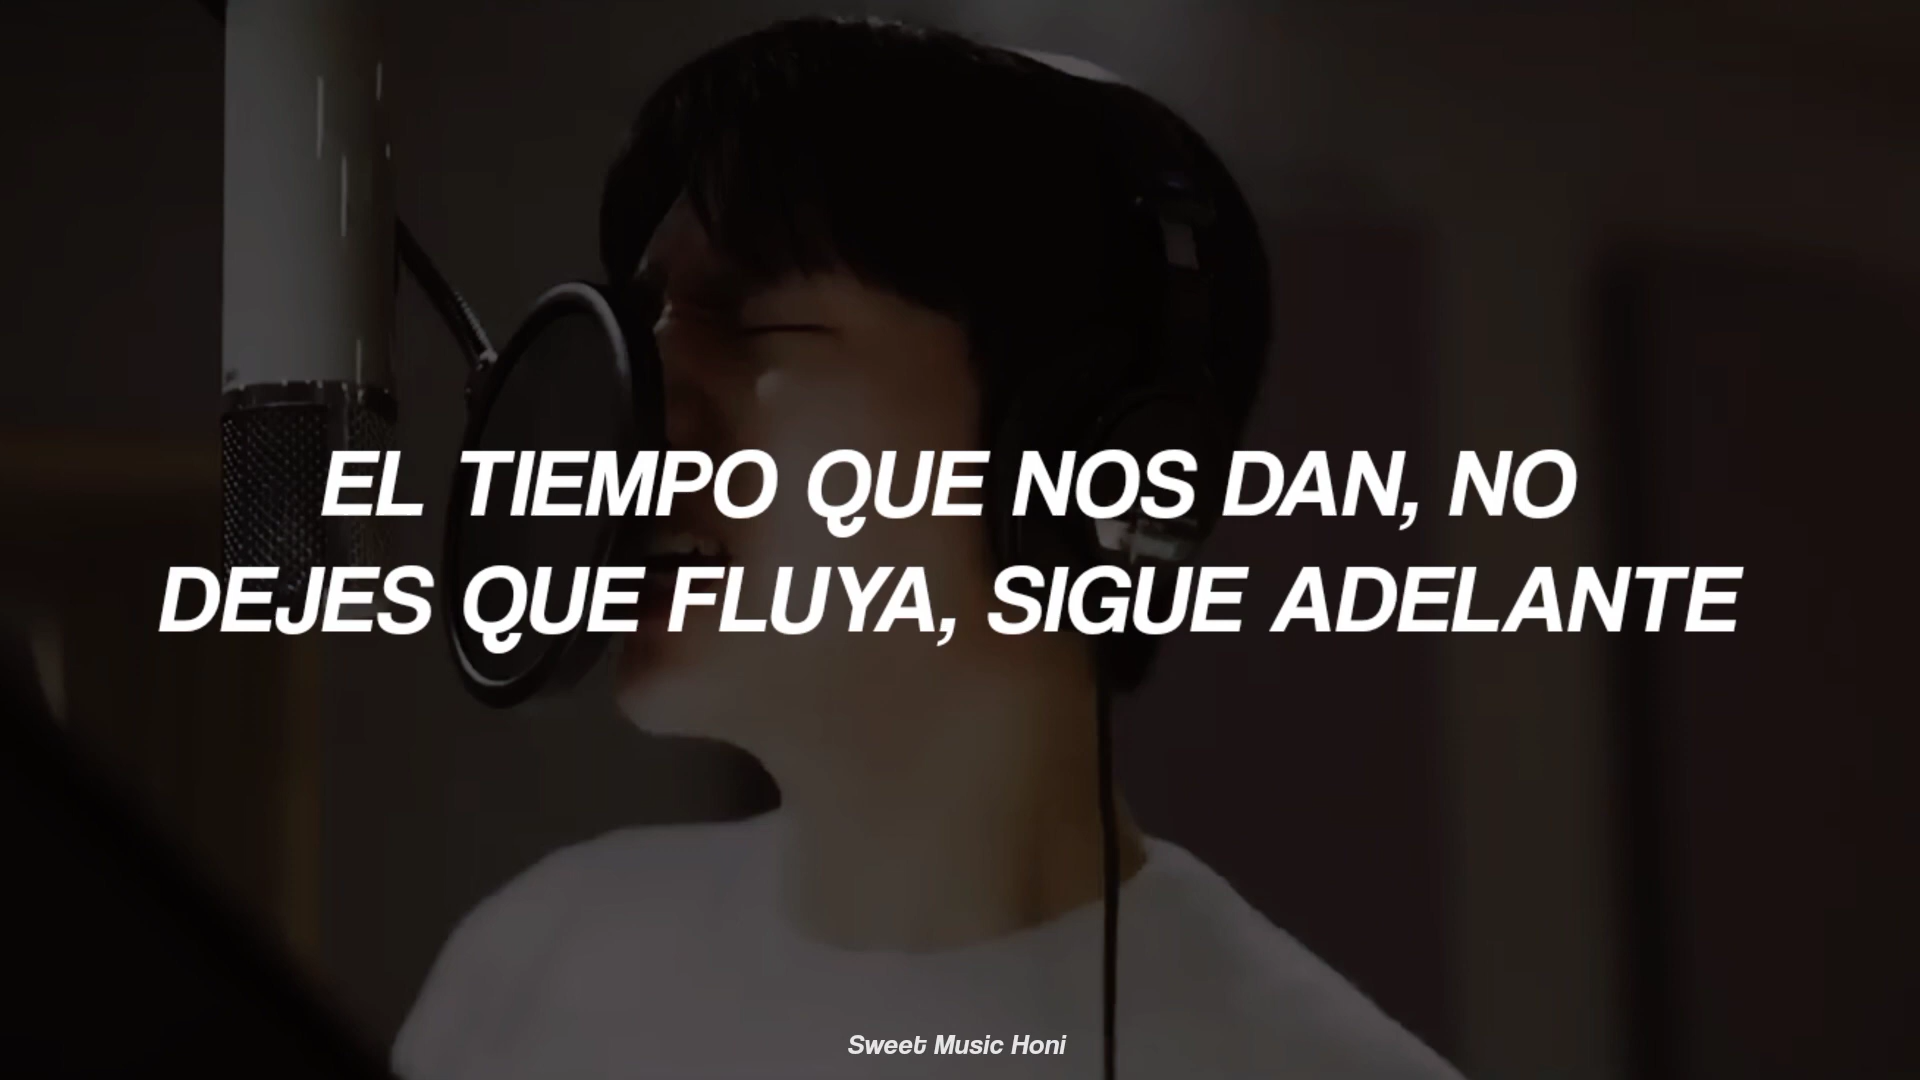 EL TIEMPO QUE NOS DAN, NO
DEJES QUE FLUYA, SIGUE ADELANTE
Sweet Music Honi